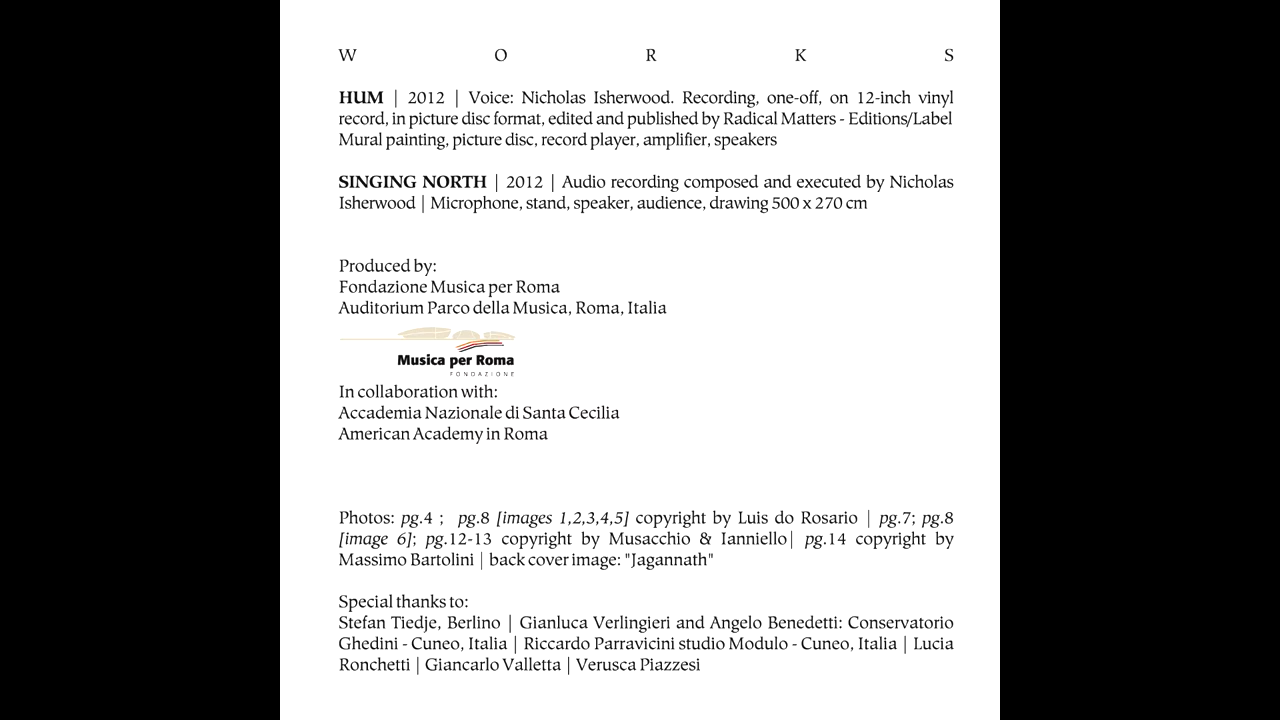 W O R K S
HUM | 2012 | Voice: Nicholas Isherwood. Recording, one-off, on 12-inch vinyl
record, in picture disc format, edited and published by Radical Matters - Editions/Label
Mural painting, picture disc, record player, amplifier, speakers
SINGING NORTH | 2012 | Audio recording composed and executed by Nicholas
Isherwood | Microphone, stand, speaker, audience, drawing 500 x 270 cm
Produced by:
Fondazione Musica per Roma
Auditorium Parco della Musica, Roma, Italia
Musica per Roma
FONDAZIONE
In collaboration with:
Accademia Nazionale di Santa Cecilia
American Academy in Roma
Photos: pg.4 ; pg.8 [images 1,2,3,4,5] copyright by Luis do Rosario | pg.7; pg.8
[image 6]; pg.12-13 copyright by Musacchio & Ianniello| pg.14 copyright by
Massimo Bartolini | back cover image: "Jagannath"
Special thanks to:
Stefan Tiedje, Berlino | Gianluca Verlingieri and Angelo Benedetti: Conservatorio
Ghedini - Cuneo, Italia | Riccardo Parravicini studio Modulo - Cuneo, Italia | Lucia
Ronchetti | Giancarlo Valletta | Verusca Piazzesi